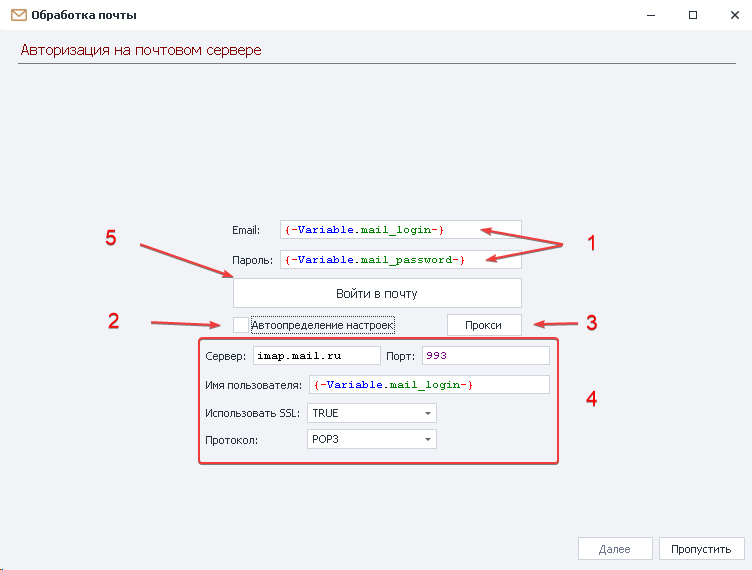 Обработка почты
Авторизация на почтовом сервере
Email: {-Variable.mail_login-}
1
5
Пароль: {-Variable.mail_password-}
Войти в почту
2
Автоопределение настроек
Прокси
3
Сервер: imap.mail.ru Порт: 993
Имя пользователя: {-Variable.mail_login-}
4
Использовать SSL: TRUE
Протокол: POP3
Далее Пропустить